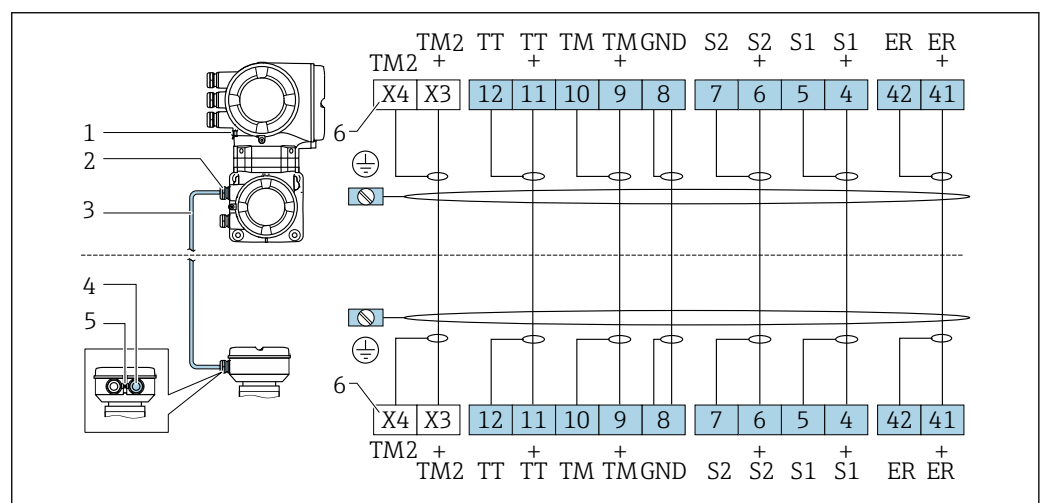 TM2 TT TT TM TM GND S2 S2 S1 S1 ER ER
TM2 + + + + + +
X4 X3 12 11 10 9 8 7 6 5 4 42 41
6
1
2
3
4
5
6
X4 X3 12 11 10 9 8 7 6 5 4 42 41
TM2 + + + + + +
TM2 TT TT TM TM GND S2 S2 S1 S1 ER ER